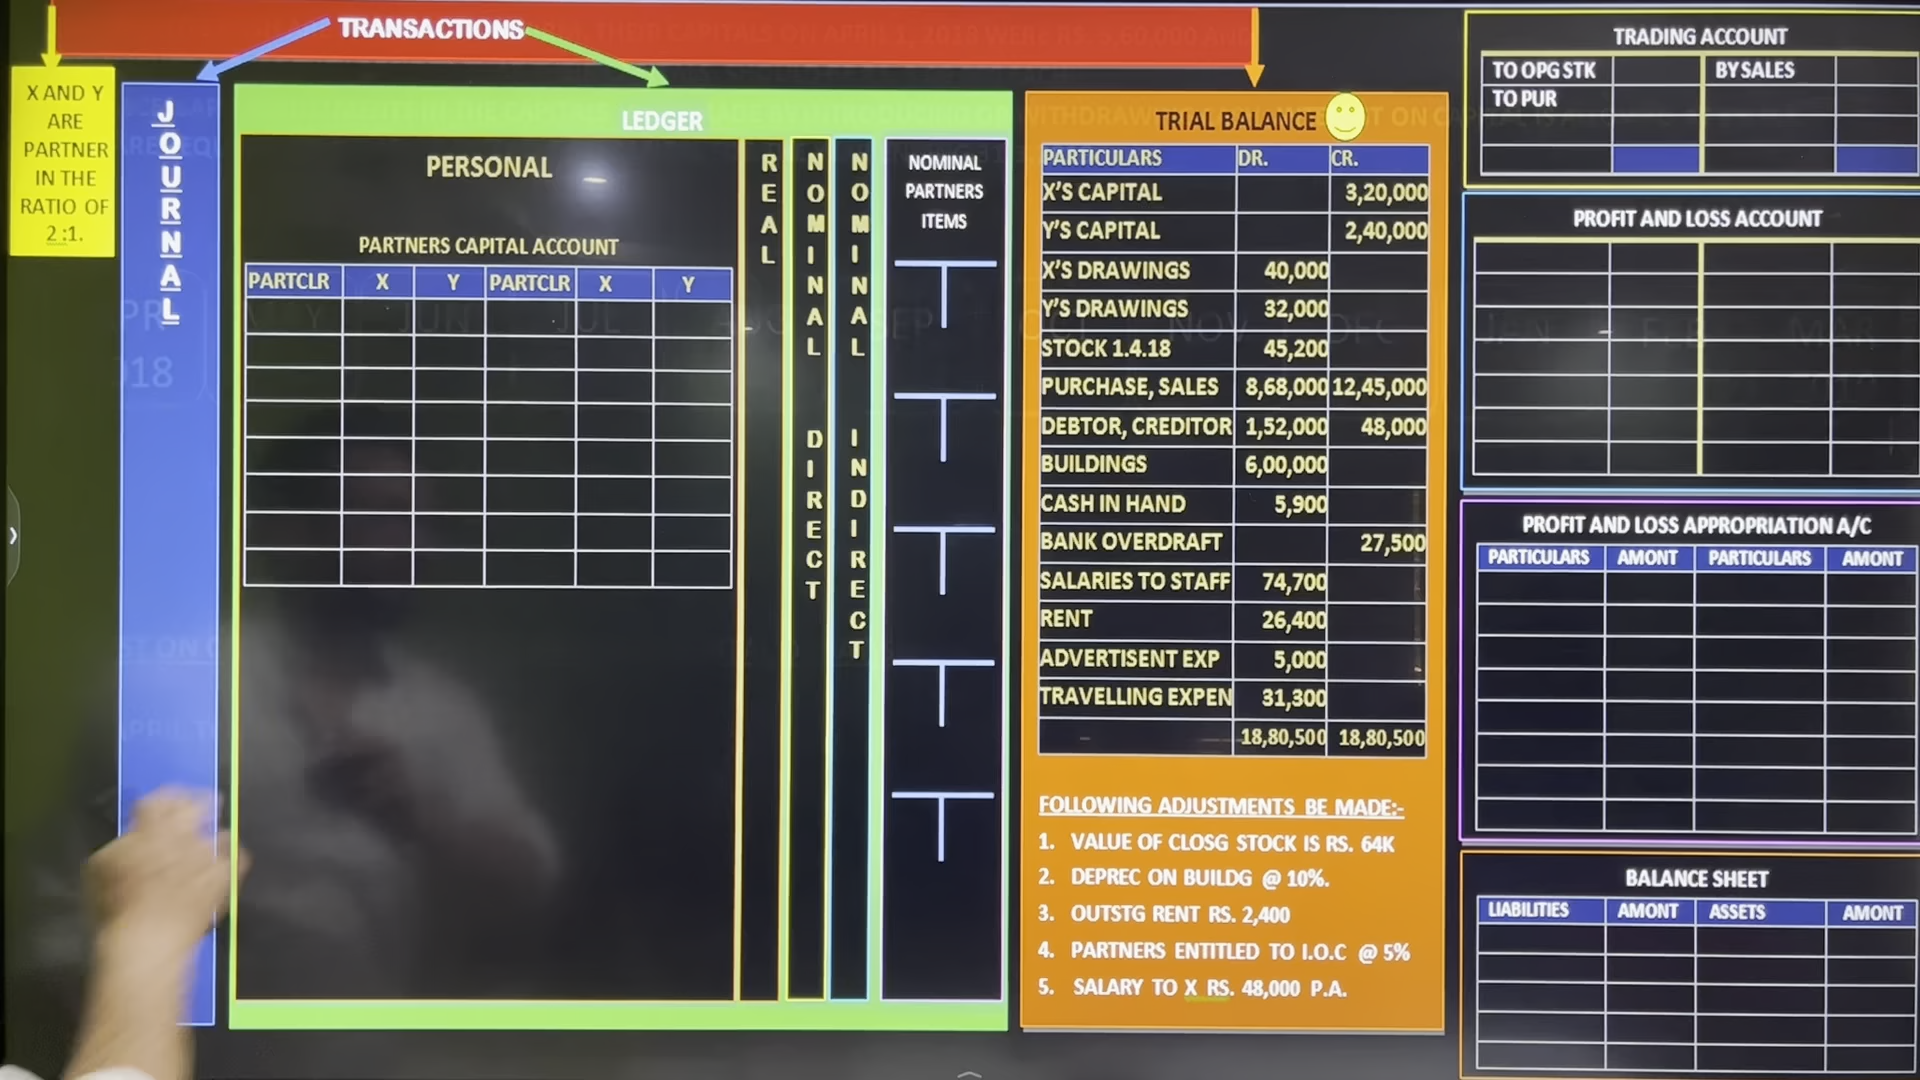 TRANSACTIONS
X AND Y
ARE
PARTNER
IN THE
RATIO OF
2 :1.
JOURNAL
LEDGER
PERSONAL
PARTNERS CAPITAL ACCOUNT
PARTCLR X Y PARTCLR X Y
REAL
NOMINAL DIRECT
NOMINAL INDIRECT
NOMINAL
PARTNERS
ITEMS
TRIAL BALANCE
PARTICULARS DR. CR.
X'S CAPITAL 3,20,000
Y'S CAPITAL 2,40,000
X'S DRAWINGS 40,000
Y'S DRAWINGS 32,000
STOCK 1.4.18 45,200
PURCHASE, SALES 8,68,000 12,45,000
DEBTOR, CREDITOR 1,52,000 48,000
BUILDINGS 6,00,000
CASH IN HAND 5,900
BANK OVERDRAFT 27,500
SALARIES TO STAFF 74,700
RENT 26,400
ADVERTISENT EXP 5,000
TRAVELLING EXPEN 31,300
18,80,500 18,80,500
FOLLOWING ADJUSTMENTS BE MADE:-
1. VALUE OF CLOSG STOCK IS RS. 64K
2. DEPREC ON BUILDG @ 10%.
3. OUTSTG RENT RS. 2,400
4. PARTNERS ENTITLED TO I.O.C @ 5%
5. SALARY TO X RS. 48,000 P.A.
TRADING ACCOUNT
TO OPG STK BY SALES
TO PUR
PROFIT AND LOSS ACCOUNT
PROFIT AND LOSS APPROPRIATION A/C
PARTICULARS AMONT PARTICULARS AMONT
BALANCE SHEET
LIABILITIES AMONT ASSETS AMONT